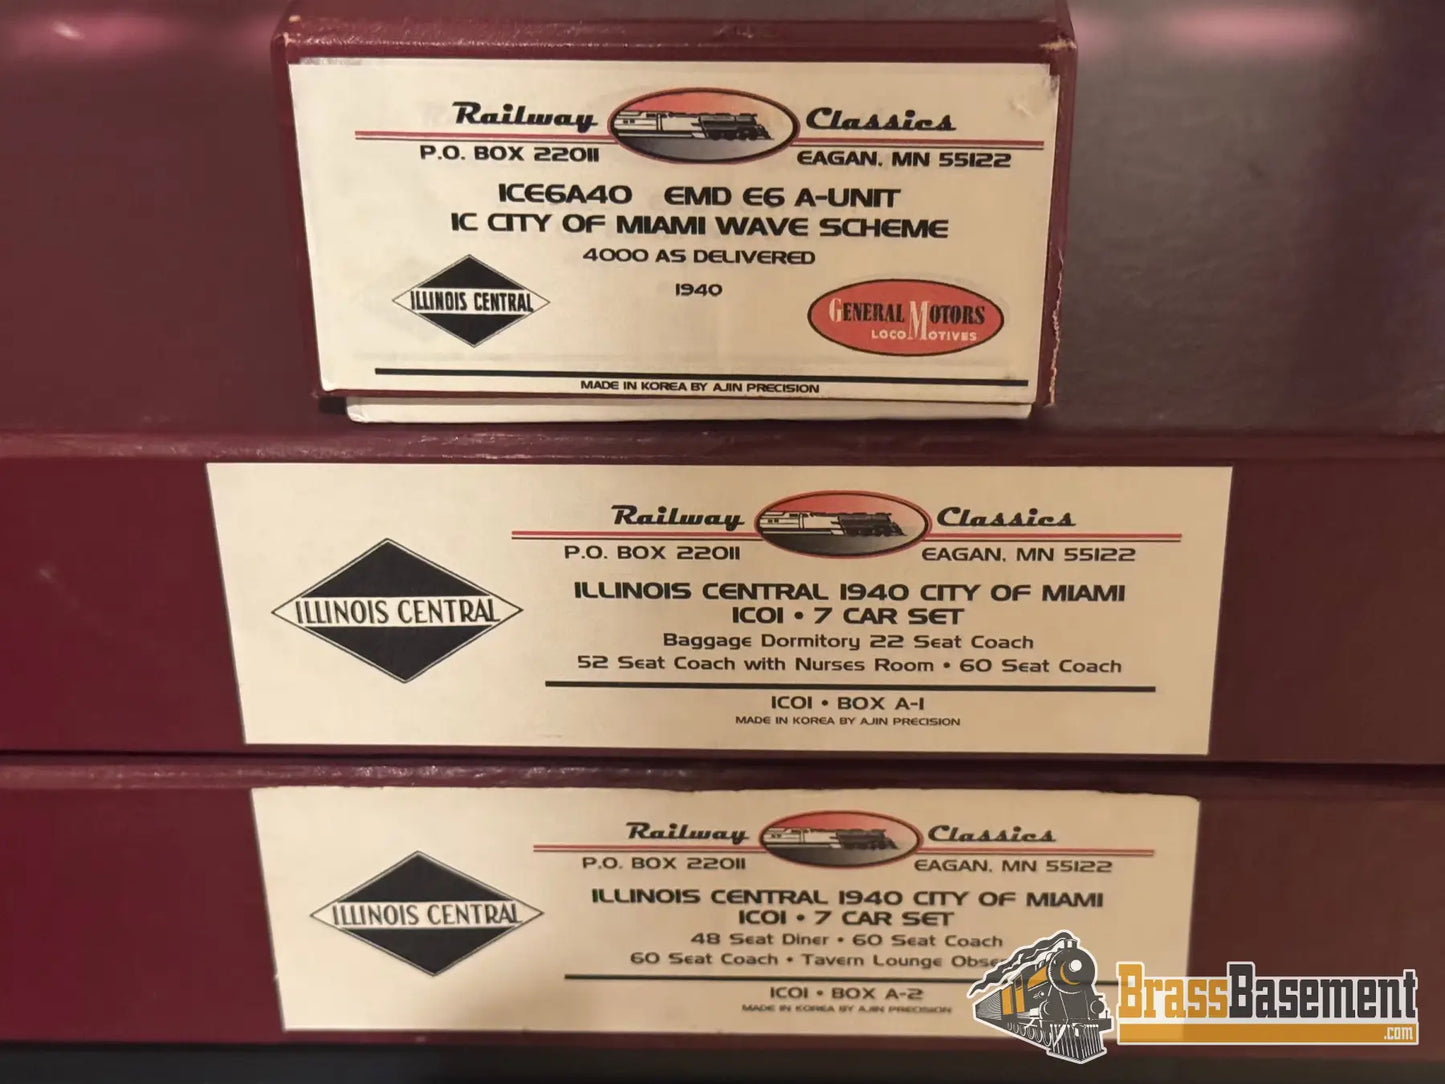 Railway Classics
P.O. BOX 22011 EAGAN, MN 55122
ICE6A40 EMD E6 A-UNIT
IC CITY OF MIAMI WAVE SCHEME
4000 AS DELIVERED
1940
ILLINOIS CENTRAL
GENERAL MOTORS
LOCOMOTIVES
MADE IN KOREA BY AJIN PRECISION
Railway Classics
P.O. BOX 22011 EAGAN, MN 55122
ILLINOIS CENTRAL
ILLINOIS CENTRAL 1940 CITY OF MIAMI
IC01 • 7 CAR SET
Baggage Dormitory 22 Seat Coach
52 Seat Coach with Nurses Room • 60 Seat Coach
IC01 • BOX A-1
MADE IN KOREA BY AJIN PRECISION
Railway Classics
P.O. BOX 22011 EAGAN, MN 55122
ILLINOIS CENTRAL
ILLINOIS CENTRAL 1940 CITY OF MIAMI
IC01 • 7 CAR SET
48 Seat Diner • 60 Seat Coach
60 Seat Coach • Tavern Lounge
IC01 • BOX A-2
MADE IN KOREA BY AJIN PRECISION
BrassBasement
.com